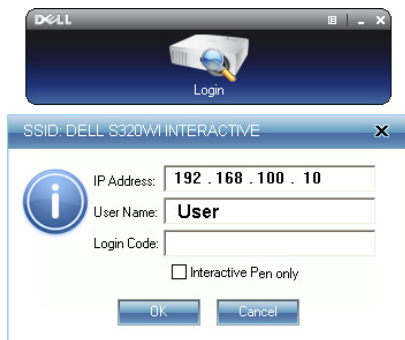 DELL
Login
SSID: DELL S320WI INTERACTIVE
IP Address: 192 . 168 . 100 . 10
User Name: User
Login Code:
Interactive Pen only
OK Cancel